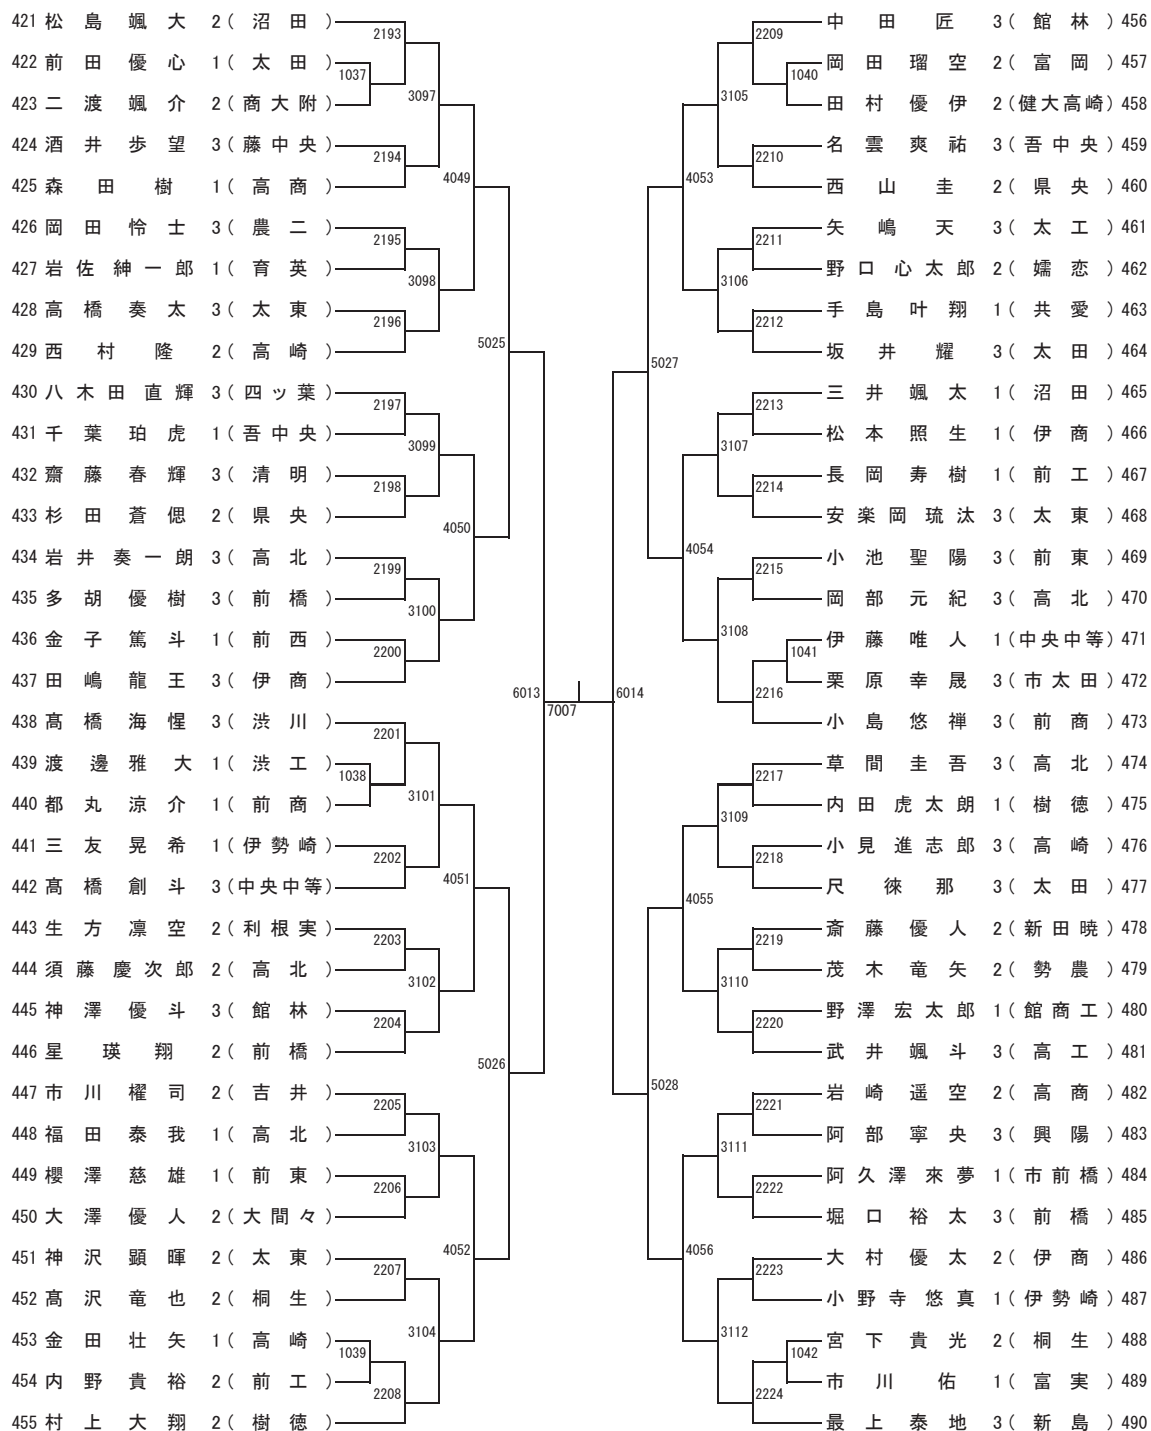 421 松島颯大 2 ( 沼田 )
2193
422 前田優心 1 ( 太田 )
1037
423 二渡颯介 2 ( 商大附 )
3097
424 酒井歩望 3 ( 藤中央 )
2194
425 森田樹 1 ( 高商 )
4049
426 岡田怜士 3 ( 農二 )
2195
427 岩佐紳一郎 1 ( 育英 )
3098
428 高橋奏太 3 ( 太東 )
2196
429 西村隆 2 ( 高崎 )
5025
430 八木田直輝 3 ( 四ッ葉 )
2197
431 千葉珀虎 1 ( 吾中央 )
3099
432 齋藤春輝 3 ( 清明 )
2198
433 杉田蒼偲 2 ( 県央 )
4050
434 岩井奏一朗 3 ( 高北 )
2199
435 多胡優樹 3 ( 前橋 )
3100
436 金子篤斗 1 ( 前西 )
2200
437 田嶋龍王 3 ( 伊商 )
6013
7007
438 髙橋海惺 3 ( 渋川 )
2201
439 渡邊雅大 1 ( 渋工 )
1038
440 都丸涼介 1 ( 前商 )
3101
441 三友晃希 1 ( 伊勢崎 )
2202
442 髙橋創斗 3 ( 中央中等 )
4051
443 生方凛空 2 ( 利根実 )
2203
444 須藤慶次郎 2 ( 高北 )
3102
445 神澤優斗 3 ( 館林 )
2204
446 星瑛翔 2 ( 前橋 )
5026
447 市川櫂司 2 ( 吉井 )
2205
448 福田泰我 1 ( 高北 )
3103
449 櫻澤慈雄 1 ( 前東 )
2206
450 大澤優人 2 ( 大間々 )
4052
451 神沢顕暉 2 ( 太東 )
2207
452 髙沢竜也 2 ( 桐生 )
3104
453 金田壮矢 1 ( 高崎 )
1039
454 内野貴裕 2 ( 前工 )
2208
455 村上大翔 2 ( 樹徳 )
中田匠 3 ( 館林 ) 456
2209
岡田瑠空 2 ( 富岡 ) 457
1040
田村優伊 2 ( 健大高崎 ) 458
3105
名雲爽祐 3 ( 吾中央 ) 459
2210
西山圭 2 ( 県央 ) 460
4053
矢嶋天 3 ( 太工 ) 461
2211
野口心太郎 2 ( 嬬恋 ) 462
3106
手島叶翔 1 ( 共愛 ) 463
2212
坂井耀 3 ( 太田 ) 464
5027
三井颯太 1 ( 沼田 ) 465
2213
松本照生 1 ( 伊商 ) 466
3107
長岡寿樹 1 ( 前工 ) 467
2214
安楽岡琉汰 3 ( 太東 ) 468
4054
小池聖陽 3 ( 前東 ) 469
2215
岡部元紀 3 ( 高北 ) 470
3108
伊藤唯人 1 ( 中央中等 ) 471
1041
栗原幸晟 3 ( 市太田 ) 472
2216
6014
小島悠禅 3 ( 前商 ) 473
草間圭吾 3 ( 高北 ) 474
2217
内田虎太朗 1 ( 樹徳 ) 475
3109
小見進志郎 3 ( 高崎 ) 476
2218
尺徠那 3 ( 太田 ) 477
4055
斎藤優人 2 ( 新田暁 ) 478
2219
茂木竜矢 2 ( 勢農 ) 479
3110
野澤宏太郎 1 ( 館商工 ) 480
2220
武井颯斗 3 ( 高工 ) 481
5028
岩崎遥空 2 ( 高商 ) 482
2221
阿部寧央 3 ( 興陽 ) 483
3111
阿久澤來夢 1 ( 市前橋 ) 484
2222
堀口裕太 3 ( 前橋 ) 485
4056
大村優太 2 ( 伊商 ) 486
2223
小野寺悠真 1 ( 伊勢崎 ) 487
3112
宮下貴光 2 ( 桐生 ) 488
1042
市川佑 1 ( 富実 ) 489
2224
最上泰地 3 ( 新島 ) 490